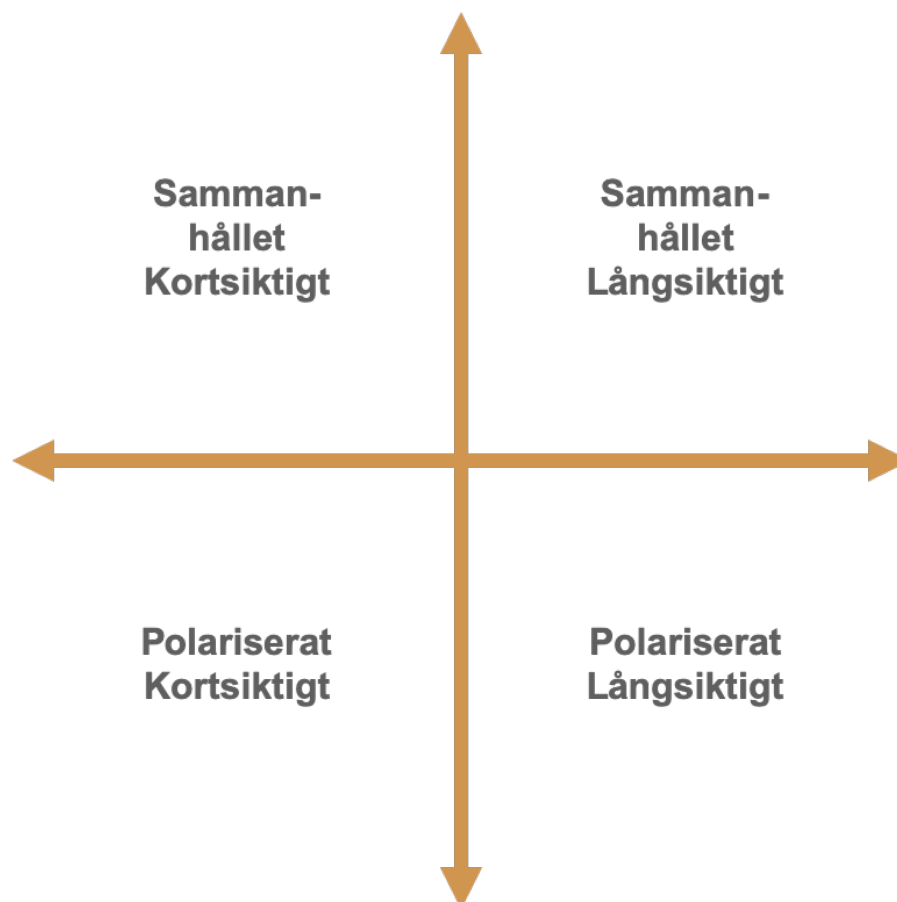 Samman-
hållet
Kortsiktigt
Samman-
hållet
Långsiktigt
Polariserat
Kortsiktigt
Polariserat
Långsiktigt